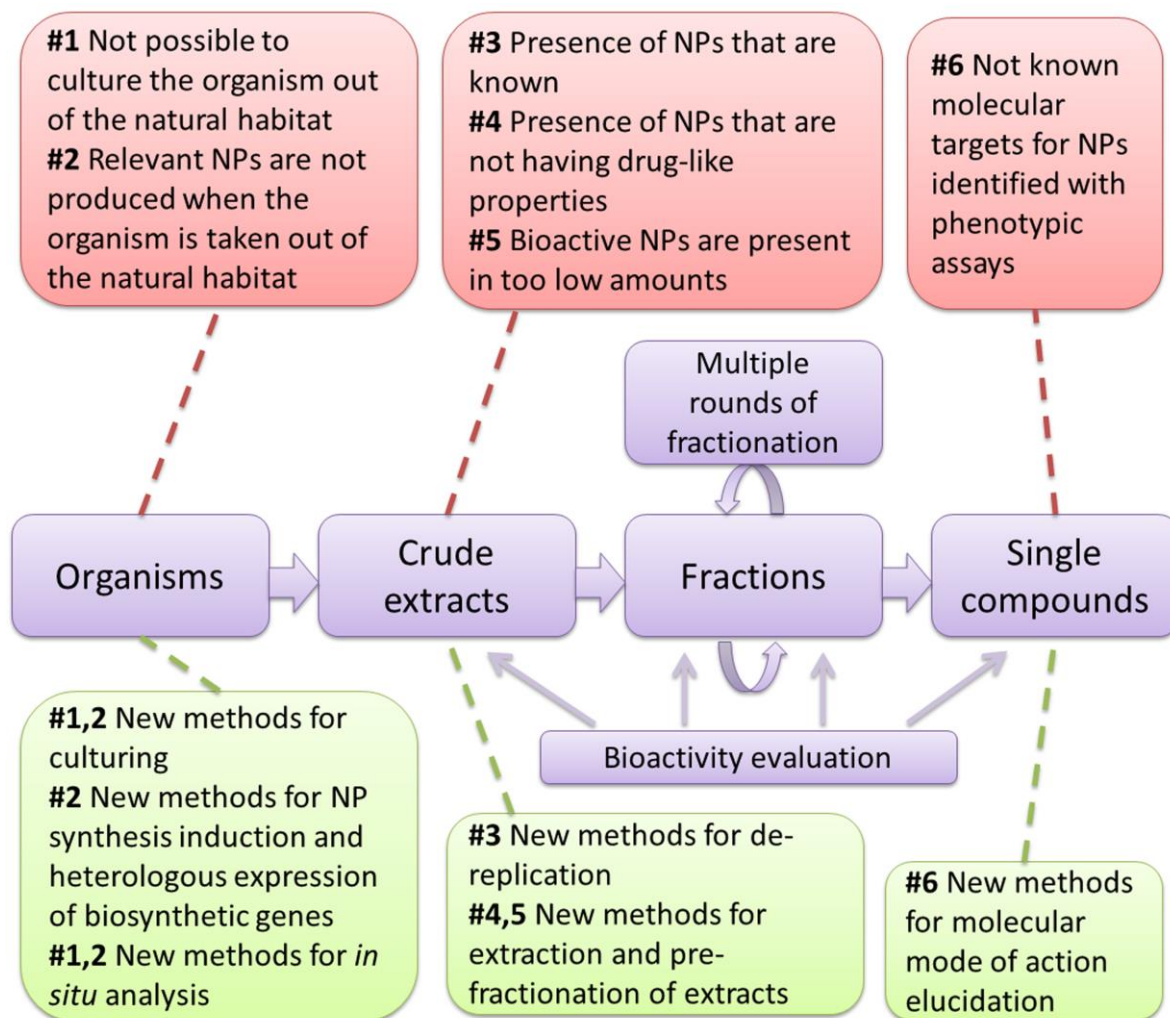 #1 Not possible to
culture the organism out
of the natural habitat
#2 Relevant NPs are not
produced when the
organism is taken out of
the natural habitat
#3 Presence of NPs that are
known
#4 Presence of NPs that are
not having drug-like
properties
#5 Bioactive NPs are present
in too low amounts
#6 Not known
molecular
targets for NPs
identified with
phenotypic
assays
Multiple
rounds of
fractionation
Organisms
Crude
extracts
Fractions
Single
compounds
Bioactivity evaluation
#1,2 New methods for
culturing
#2 New methods for NP
synthesis induction and
heterologous expression
of biosynthetic genes
#1,2 New methods for in
situ analysis
#3 New methods for de-
replication
#4,5 New methods for
extraction and pre-
fractionation of extracts
#6 New methods
for molecular
mode of action
elucidation